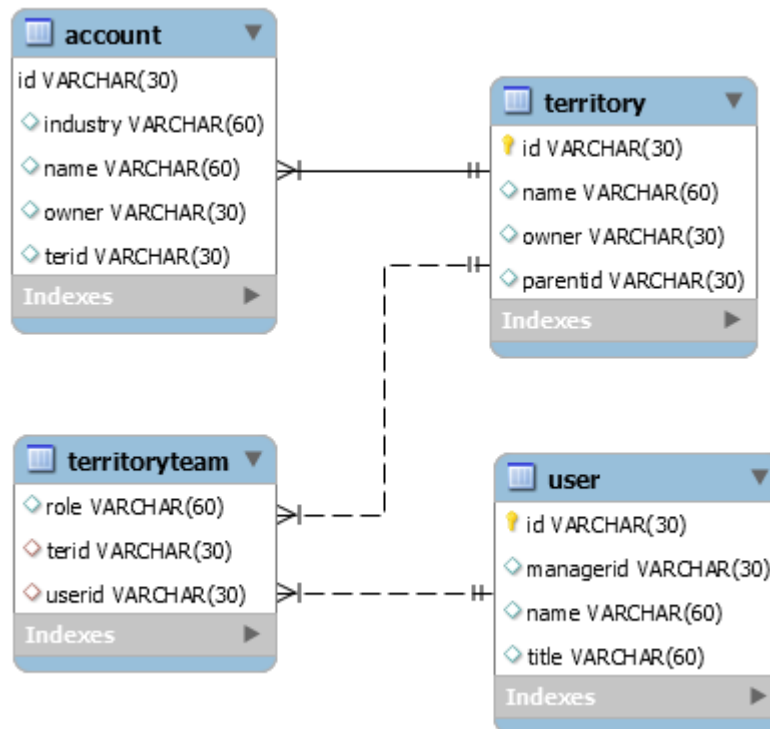 account
id VARCHAR(30)
industry VARCHAR(60)
name VARCHAR(60)
owner VARCHAR(30)
terid VARCHAR(30)
Indexes
territory
id VARCHAR(30)
name VARCHAR(60)
owner VARCHAR(30)
parentid VARCHAR(30)
Indexes
territoryteam
role VARCHAR(60)
terid VARCHAR(30)
userid VARCHAR(30)
Indexes
user
id VARCHAR(30)
managerid VARCHAR(30)
name VARCHAR(60)
title VARCHAR(60)
Indexes